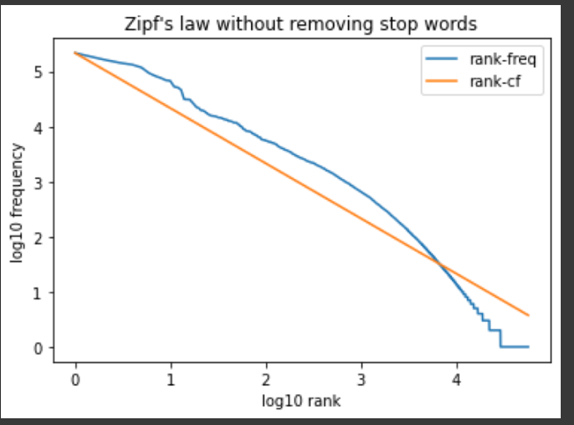 Zipf's law without removing stop words
rank-freq
rank-cf
5
4
3
2
1
0
log10 frequency
0 1 2 3 4
log10 rank